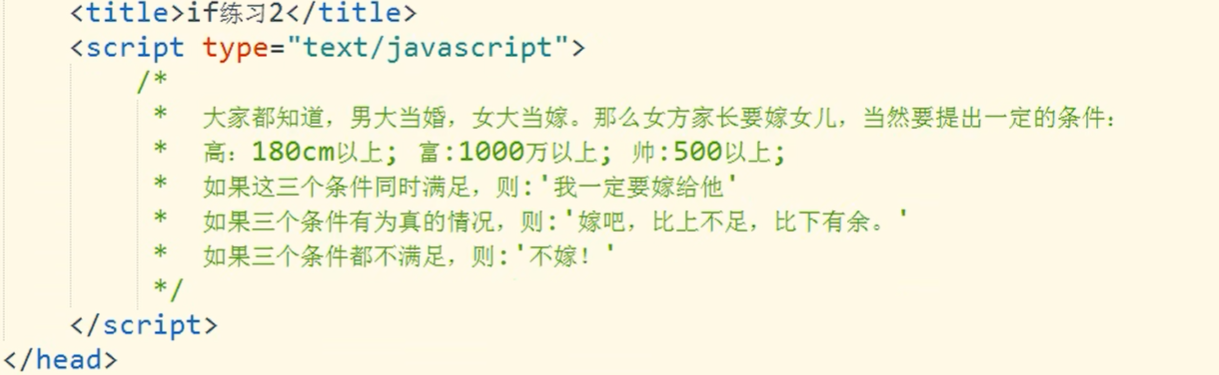 <title>if练习2</title>
<script type="text/javascript">
/*
* 大家都知道，男大当婚，女大当嫁。那么女方家长要嫁女儿，当然要提出一定的条件：
* 高：180cm以上; 富:1000万以上; 帅:500以上;
* 如果这三个条件同时满足，则:'我一定要嫁给他'
* 如果三个条件有为真的情况，则:'嫁吧，比上不足，比下有余。'
* 如果三个条件都不满足，则:'不嫁！'
*/
</script>
</head>